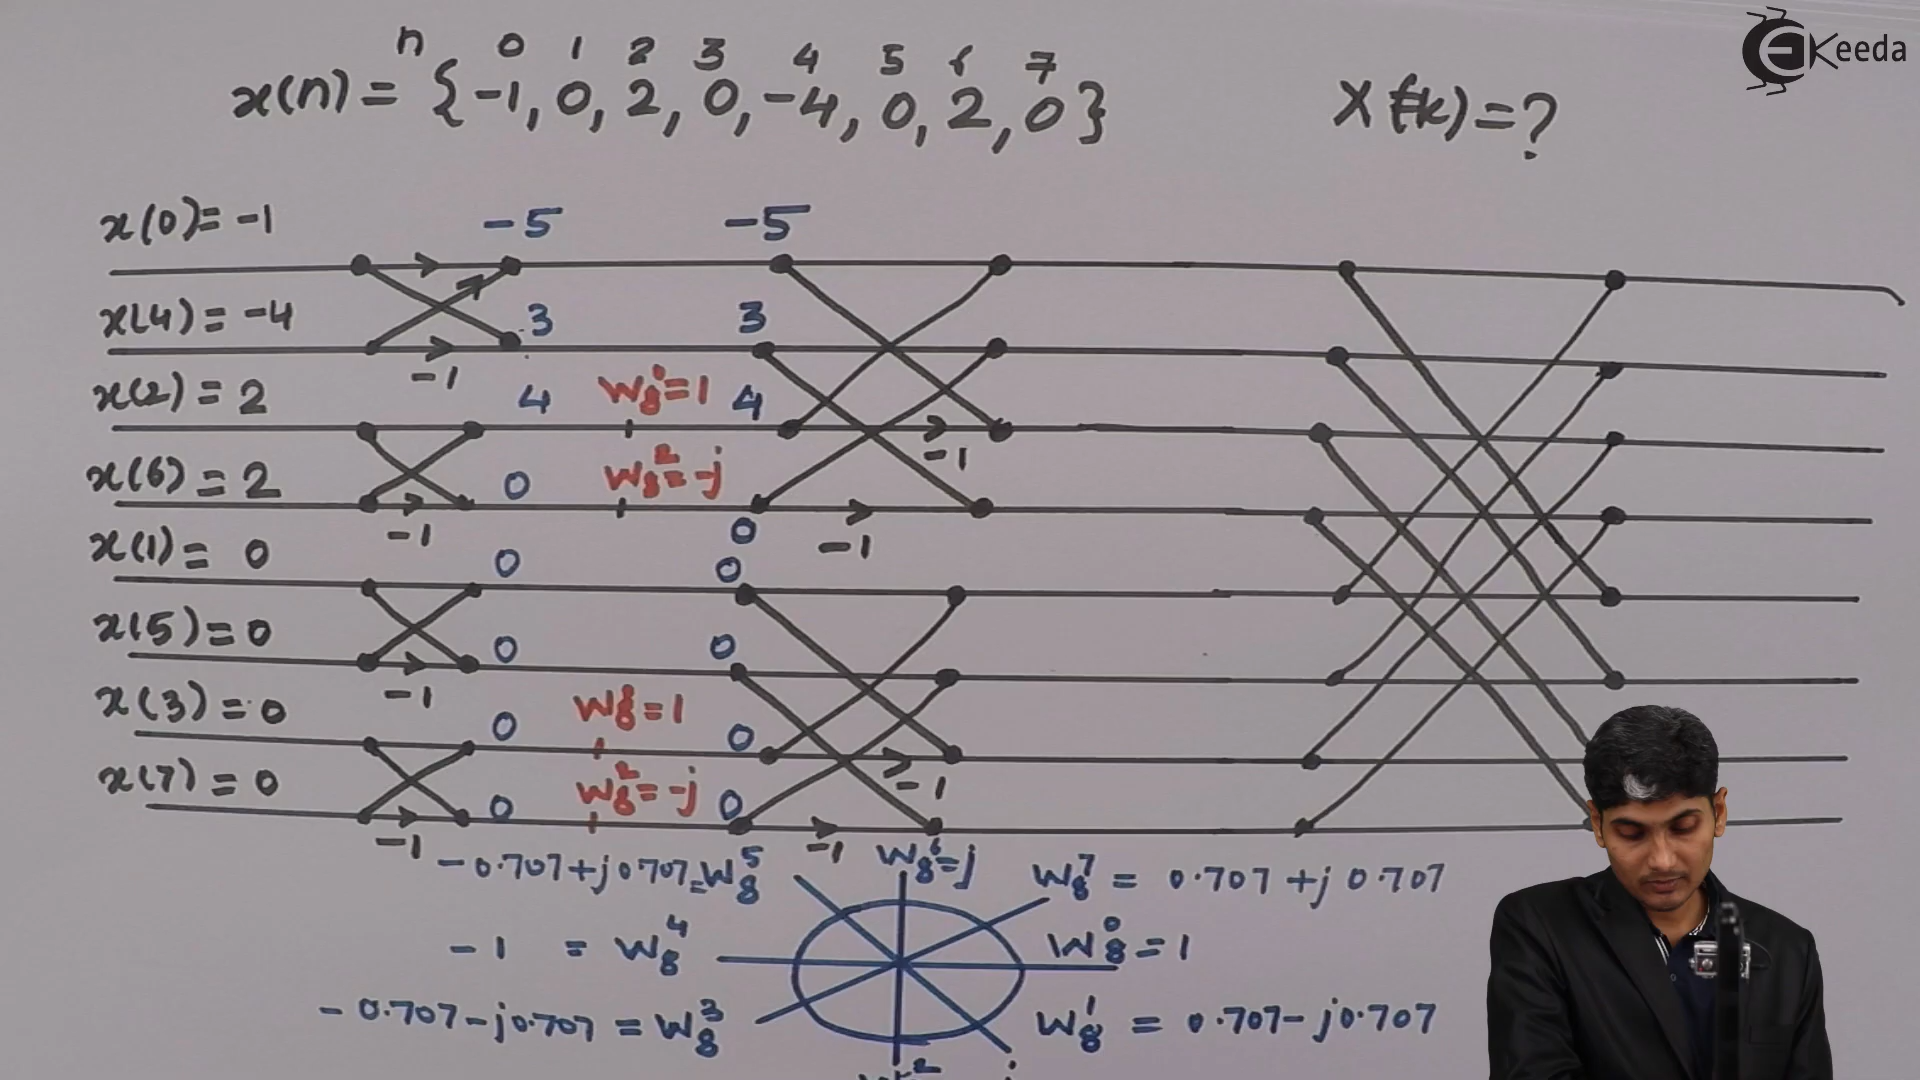 n 0 1 2 3 4 5 6 7
x(n) = {-1, 0, 2, 0, -4, 0, 2, 0} X(k) = ?
EKeeda
x(0) = -1 -5 -5
x(4) = -4 3 3
-1
x(2) = 2 4 W₈⁰=1 4
-1
x(6) = 2 0 W₈²=-j 0
-1 -1
x(1) = 0 0 0
x(5) = 0 0 0
-1
x(3) = 0 0 W₈⁰=1 0
-1
x(7) = 0 0 W₈²=-j 0
-1 -1
-0.707+j0.707=W₈⁵ W₈⁶=j W₈⁷ = 0.707+j0.707
-1 = W₈⁴ W₈⁰=1
-0.707-j0.707 = W₈³ W₈¹ = 0.707-j0.707